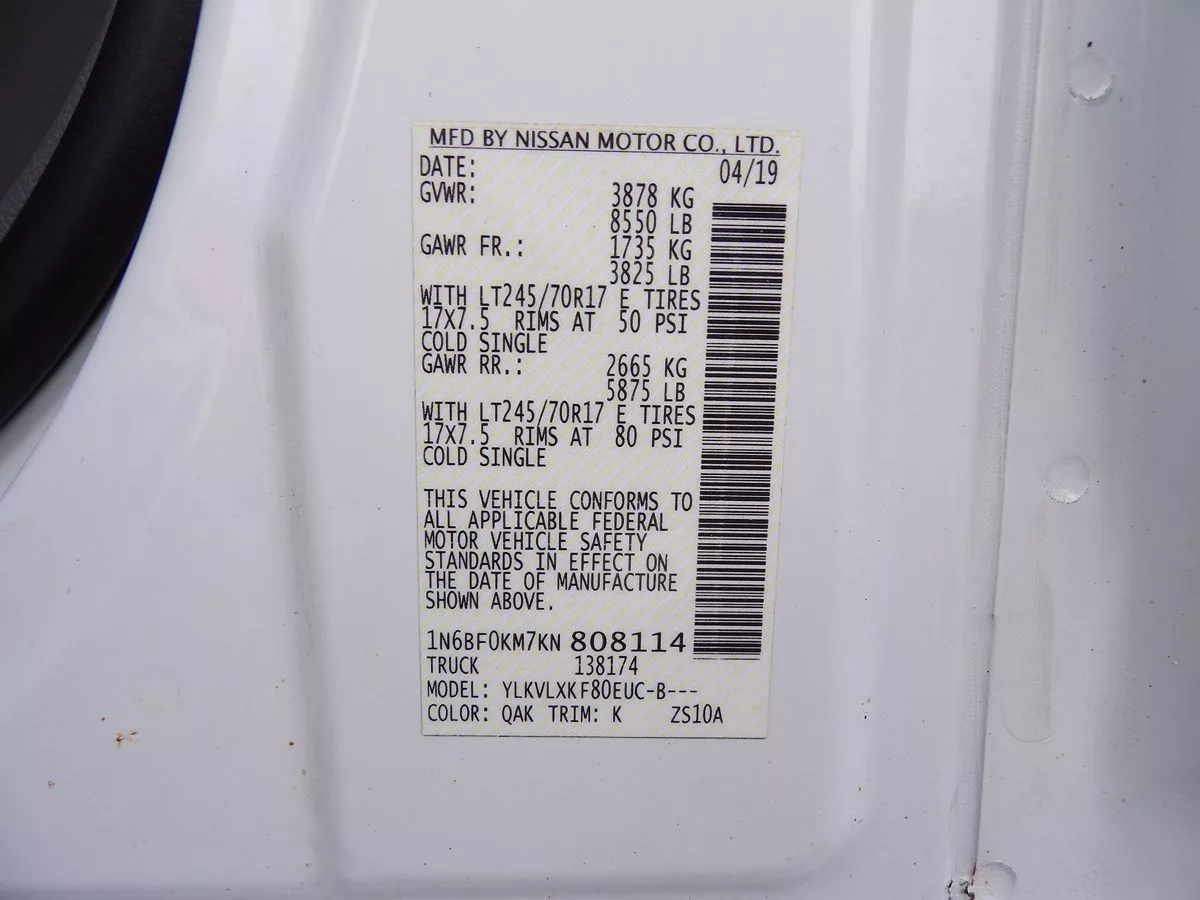 MFD BY NISSAN MOTOR CO., LTD.
DATE: 04/19
GVWR: 3878 KG
8550 LB
GAWR FR.: 1735 KG
3825 LB
WITH LT245/70R17 E TIRES
17X7.5 RIMS AT 50 PSI
COLD SINGLE
GAWR RR.: 2665 KG
5875 LB
WITH LT245/70R17 E TIRES
17X7.5 RIMS AT 80 PSI
COLD SINGLE
THIS VEHICLE CONFORMS TO
ALL APPLICABLE FEDERAL
MOTOR VEHICLE SAFETY
STANDARDS IN EFFECT ON
THE DATE OF MANUFACTURE
SHOWN ABOVE.
1N6BF0KM7KN 808114
TRUCK 138174
MODEL: YLKVLXKF80EUC-B---
COLOR: QAK TRIM: K ZS10A